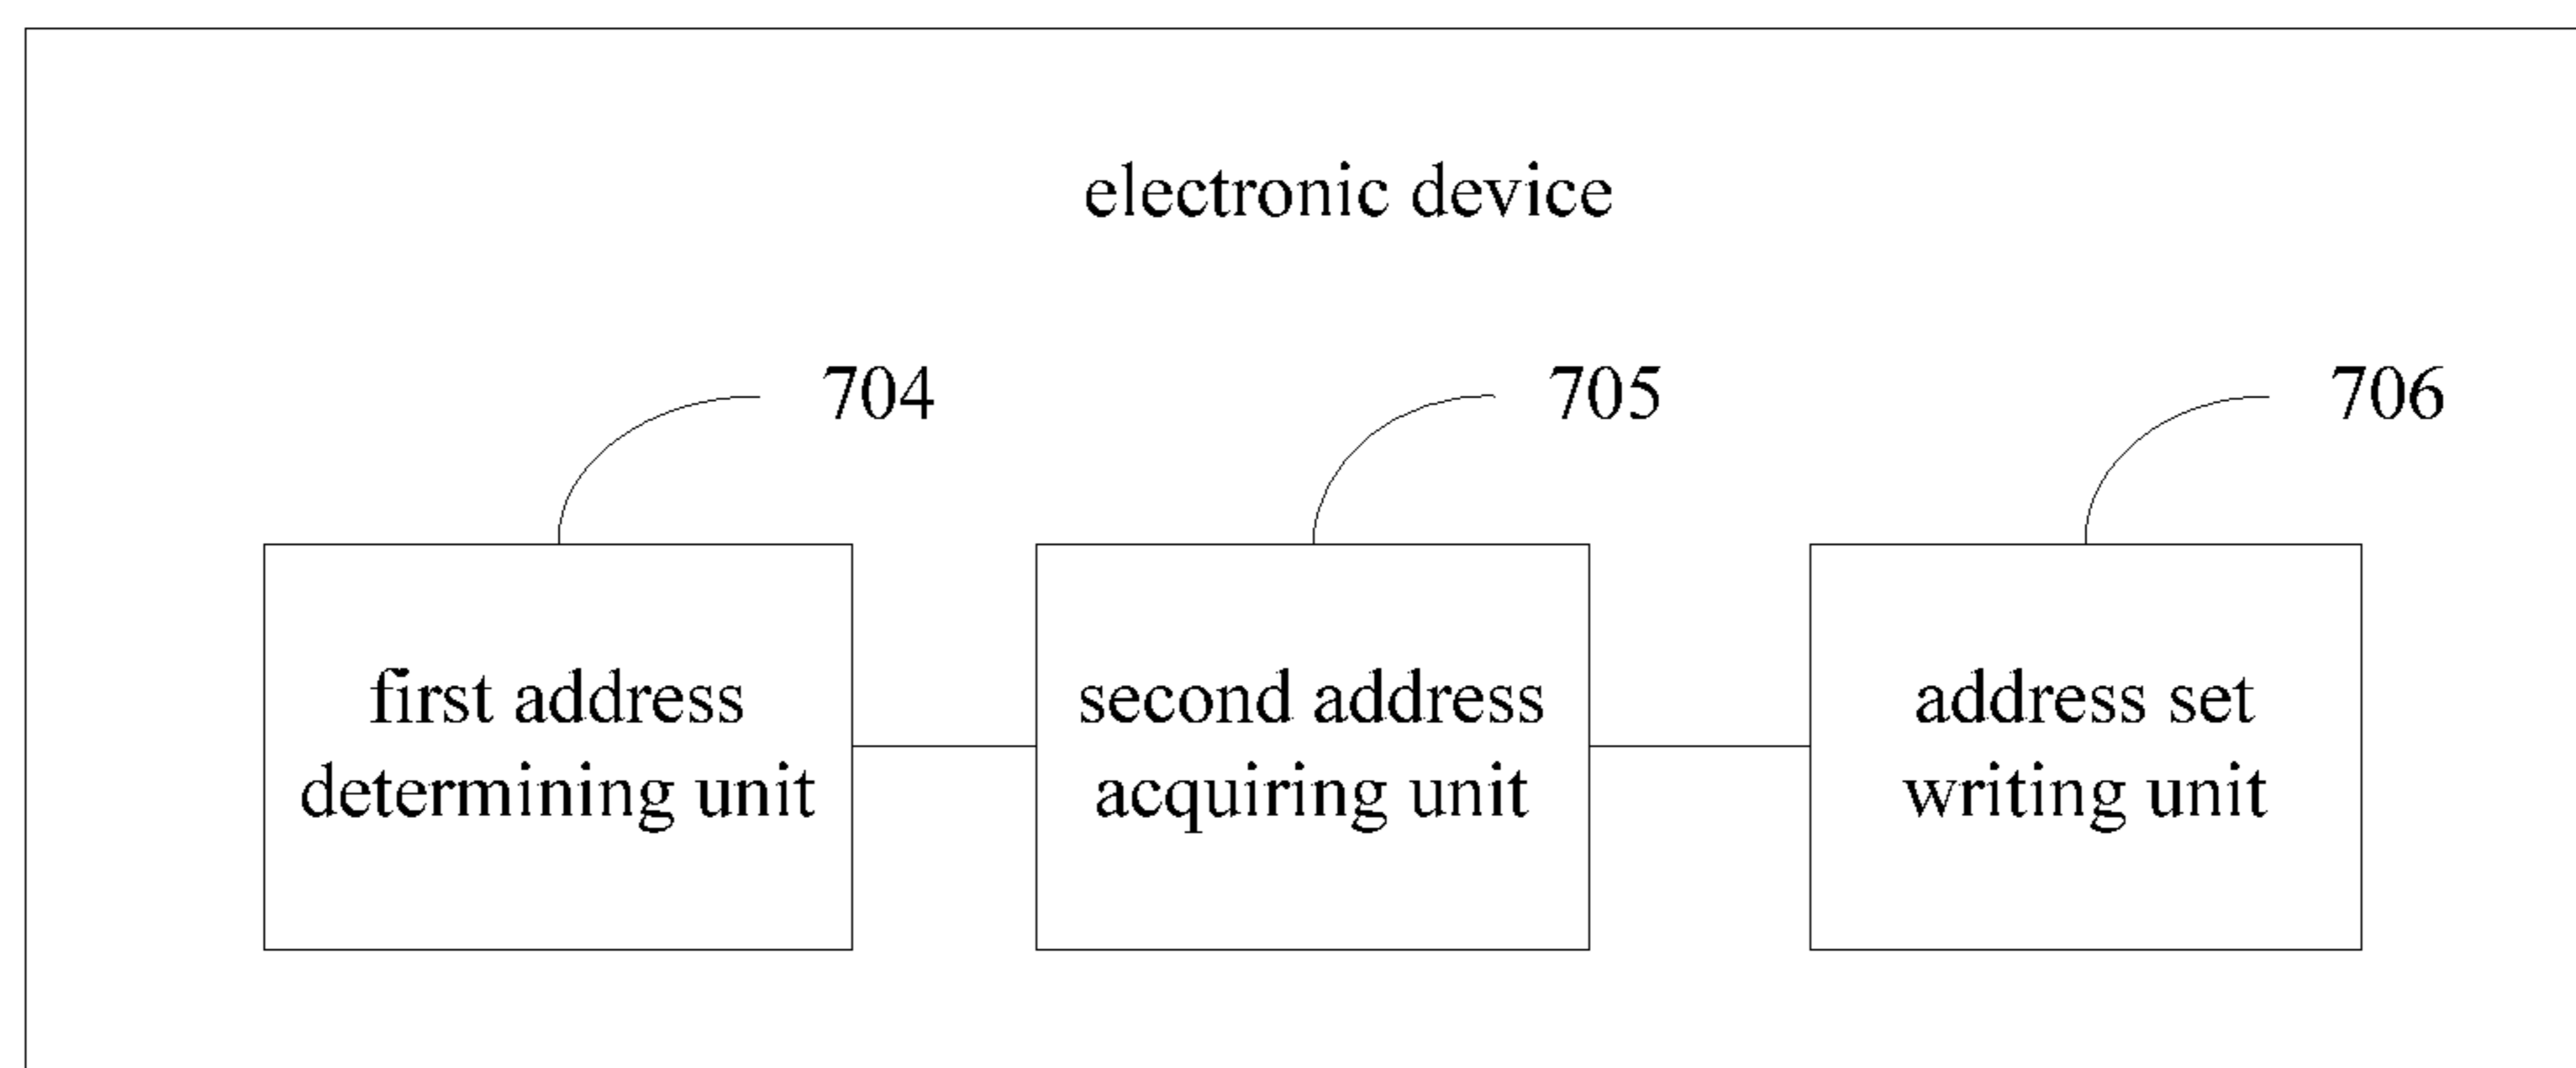 electronic device
704
705
706
first address
determining unit
second address
acquiring unit
address set
writing unit